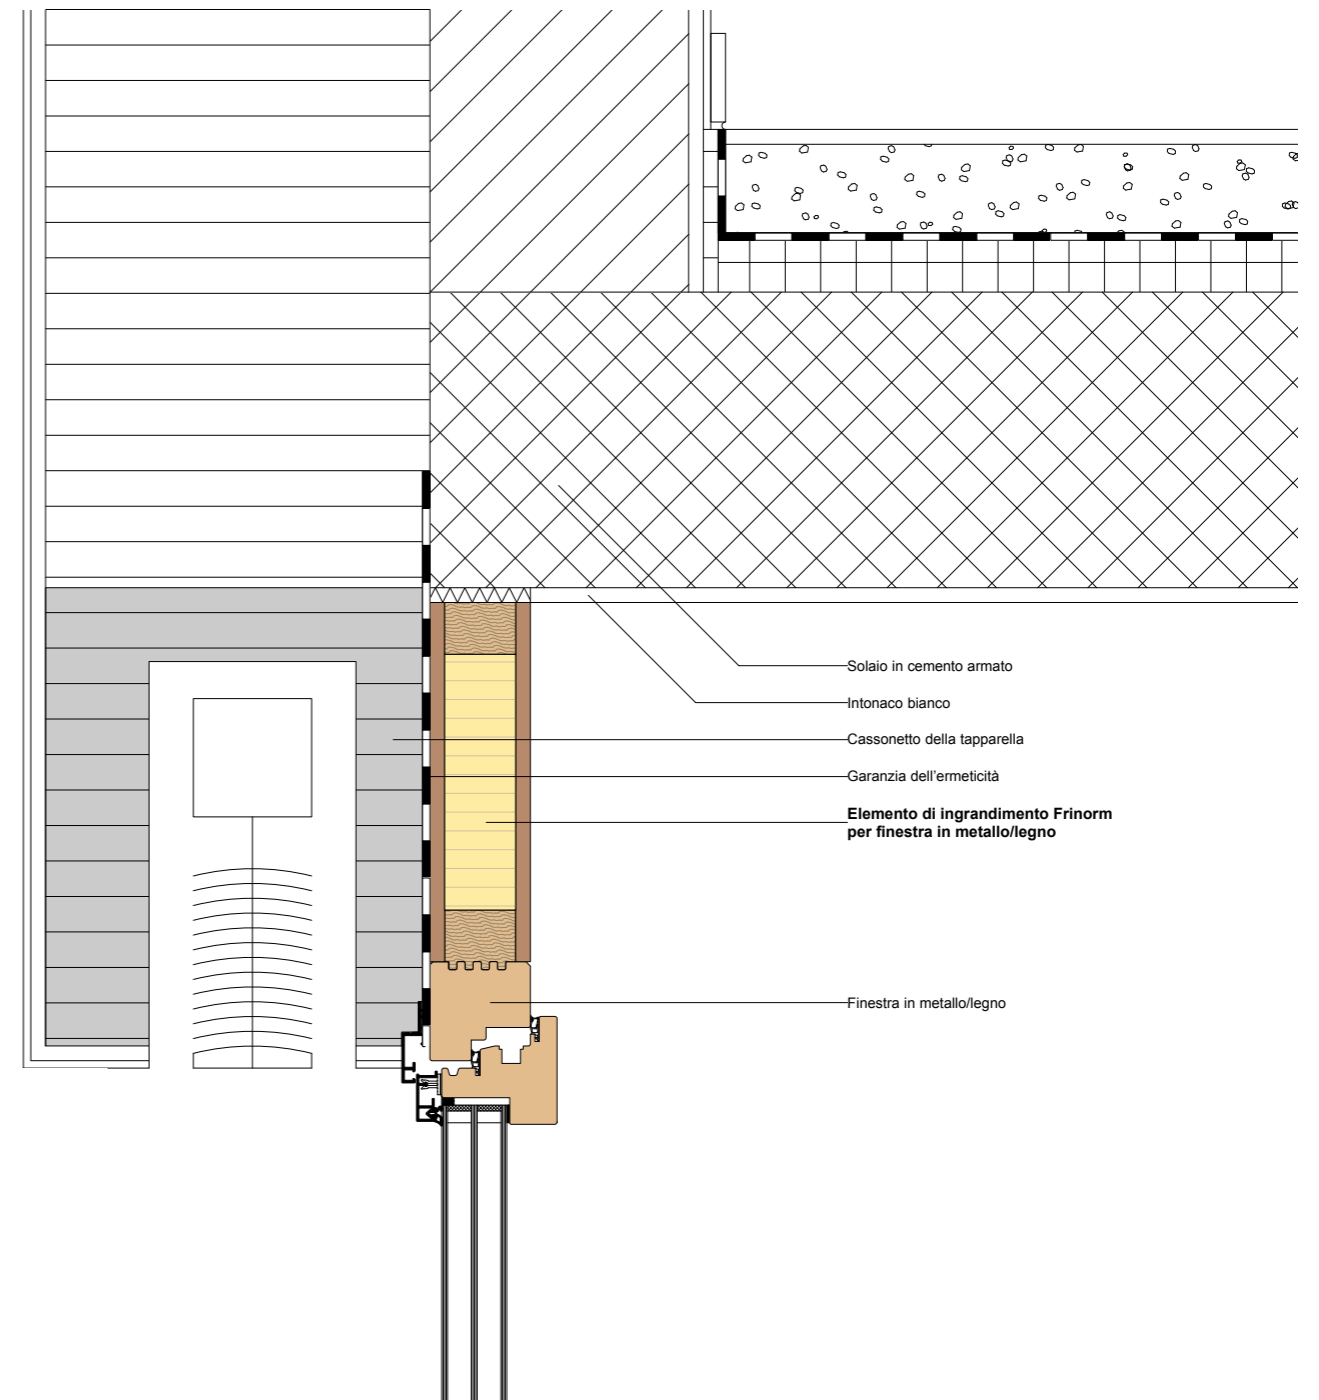 Solaio in cemento armato
Intonaco bianco
Cassonetto della tapparella
Garanzia dell'ermeticità
Elemento di ingrandimento Frinorm
per finestra in metallo/legno
Finestra in metallo/legno